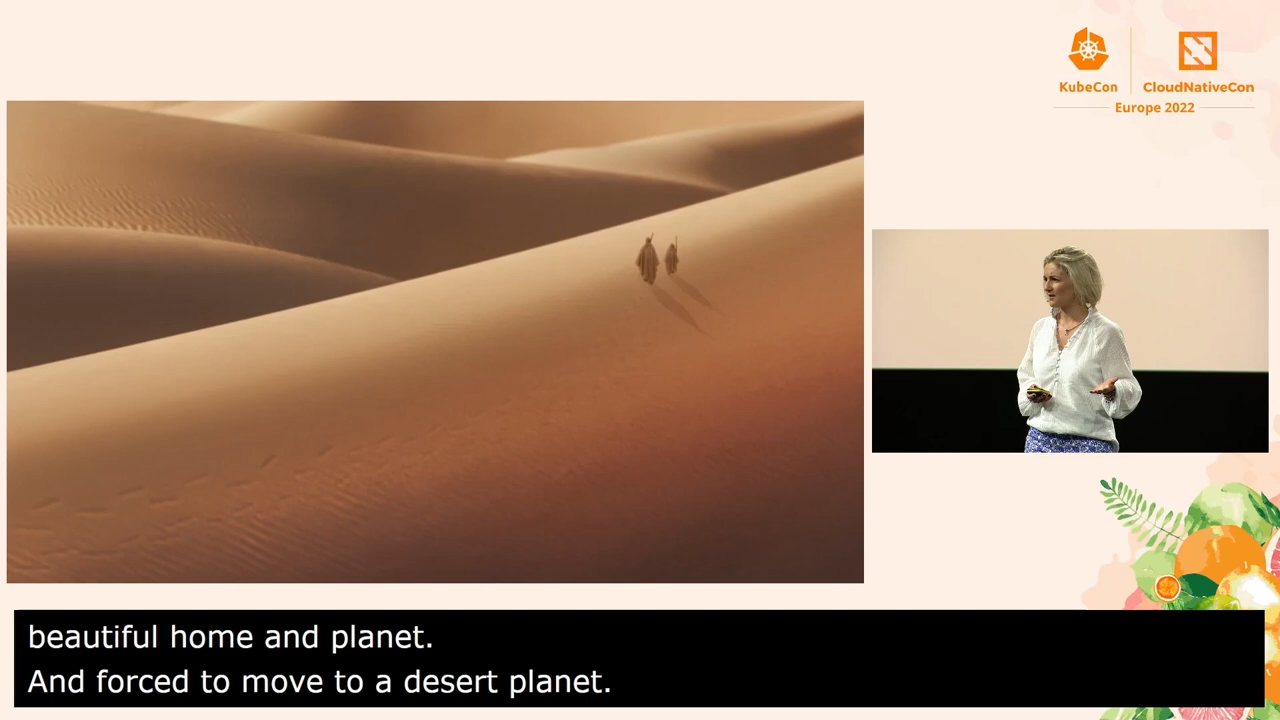 KubeCon
CloudNativeCon
Europe 2022
beautiful home and planet.
And forced to move to a desert planet.